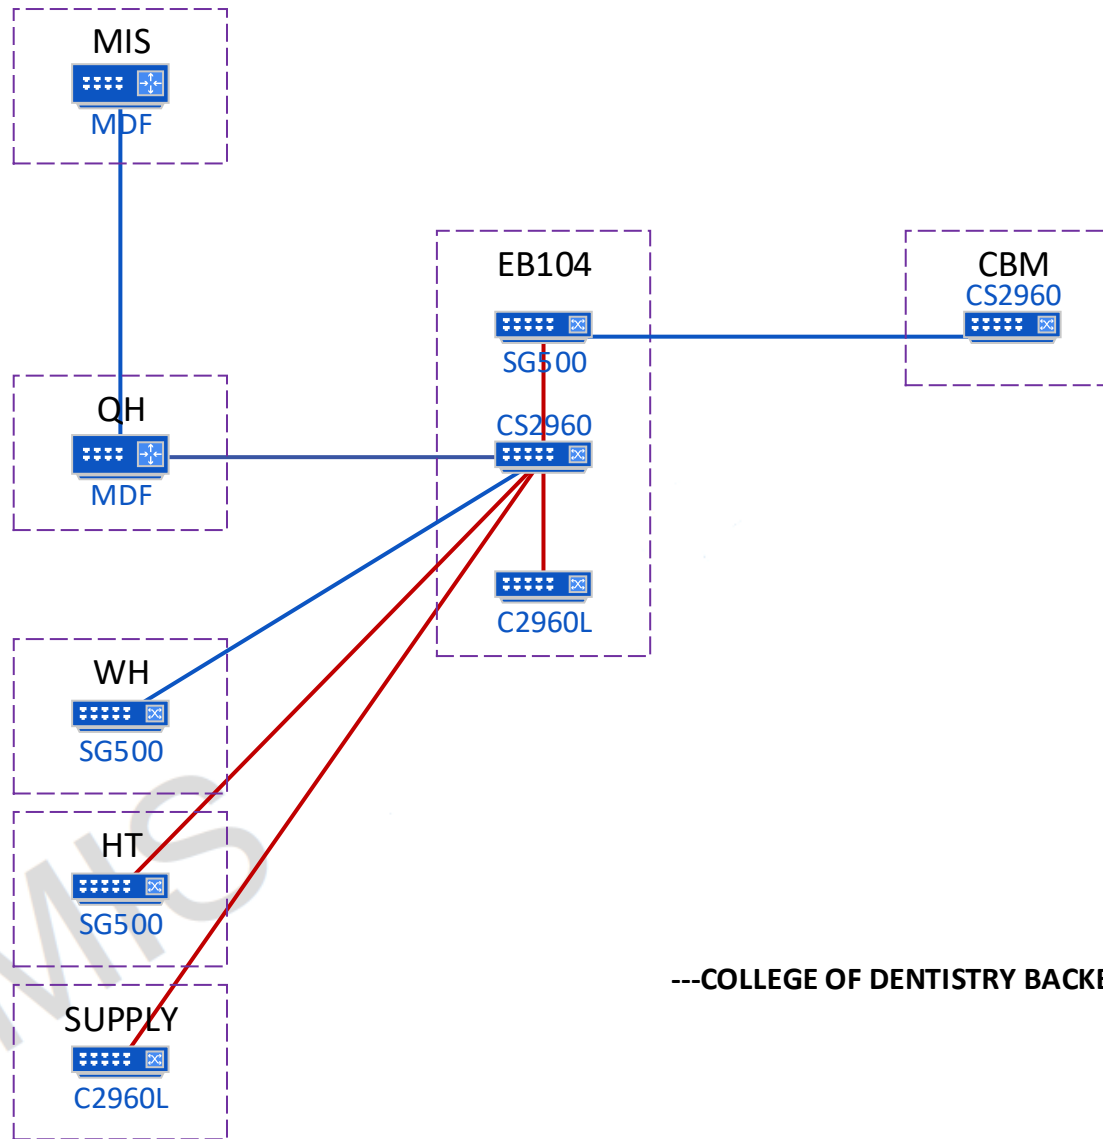 MIS
MDF
EB104
SG500
CS2960
C2960L
CBM
CS2960
QH
MDF
WH
SG500
HT
SG500
SUPPLY
C2960L
MIS
---COLLEGE OF DENTISTRY